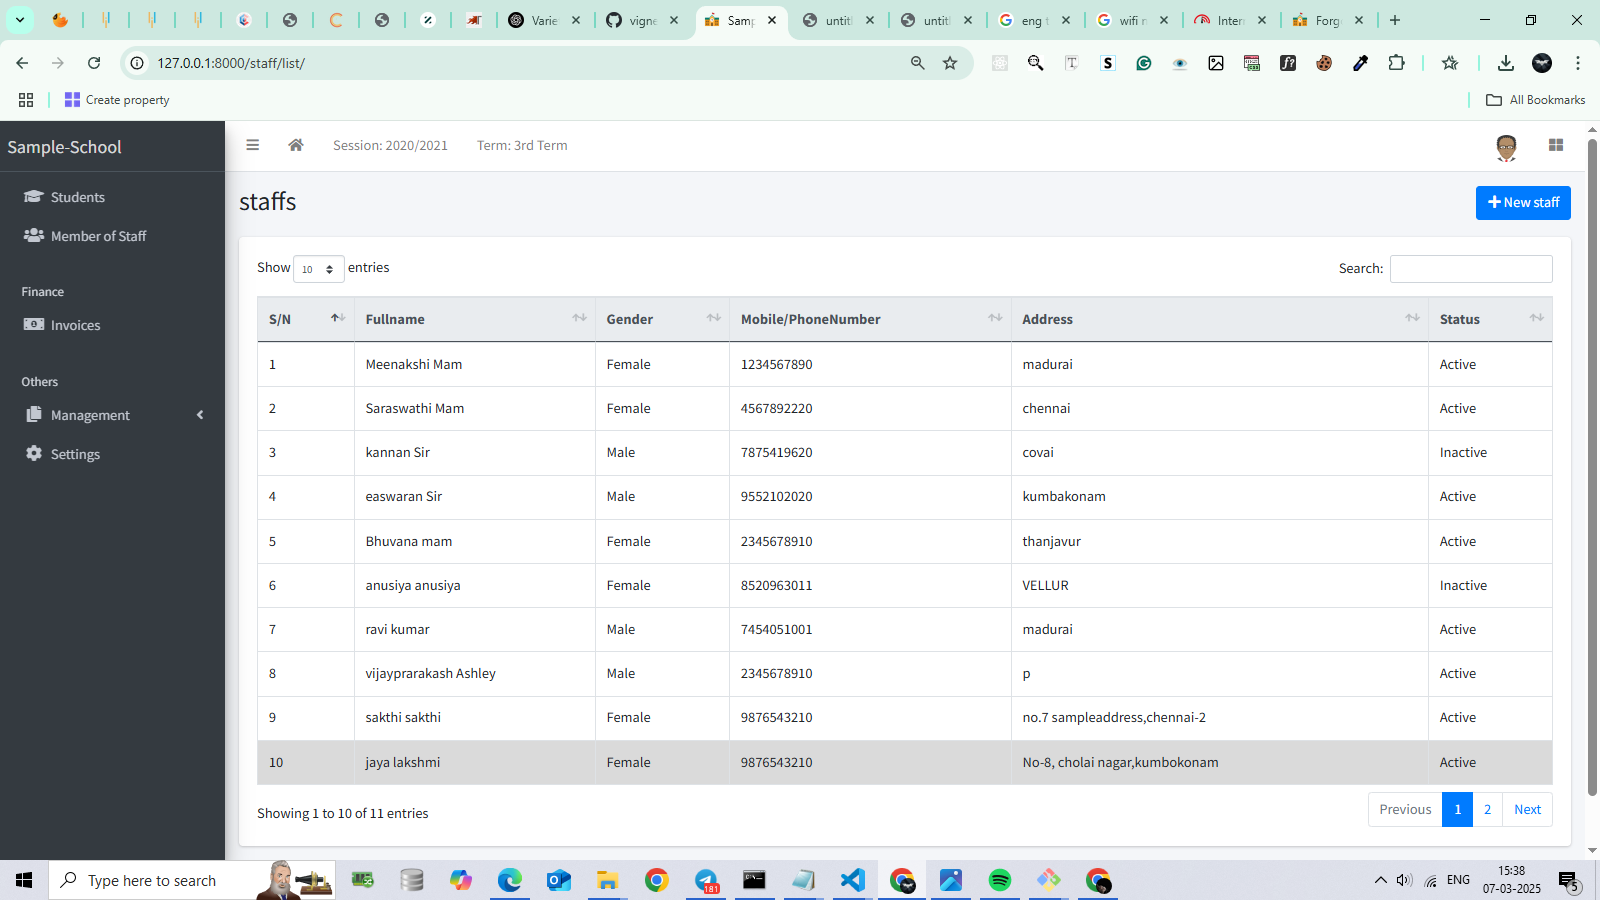 Varie
vigne
Samp
untitl
untitl
eng t
wifi n
Inter
Forg
127.0.0.1:8000/staff/list/
Create property
All Bookmarks
Sample-School
Session: 2020/2021
Term: 3rd Term
Students
Member of Staff
Finance
Invoices
Others
Management
Settings
staffs
New staff
Show 10 entries
Search:
S/N Fullname Gender Mobile/PhoneNumber Address Status
1 Meenakshi Mam Female 1234567890 madurai Active
2 Saraswathi Mam Female 4567892220 chennai Active
3 kannan Sir Male 7875419620 covai Inactive
4 easwaran Sir Male 9552102020 kumbakonam Active
5 Bhuvana mam Female 2345678910 thanjavur Active
6 anusiya anusiya Female 8520963011 VELLUR Inactive
7 ravi kumar Male 7454051001 madurai Active
8 vijayprarakash Ashley Male 2345678910 p Active
9 sakthi sakthi Female 9876543210 no.7 sampleaddress,chennai-2 Active
10 jaya lakshmi Female 9876543210 No-8, cholai nagar,kumbokonam Active
Showing 1 to 10 of 11 entries
Previous 1 2 Next
Type here to search
181
ENG
15:38
07-03-2025
5